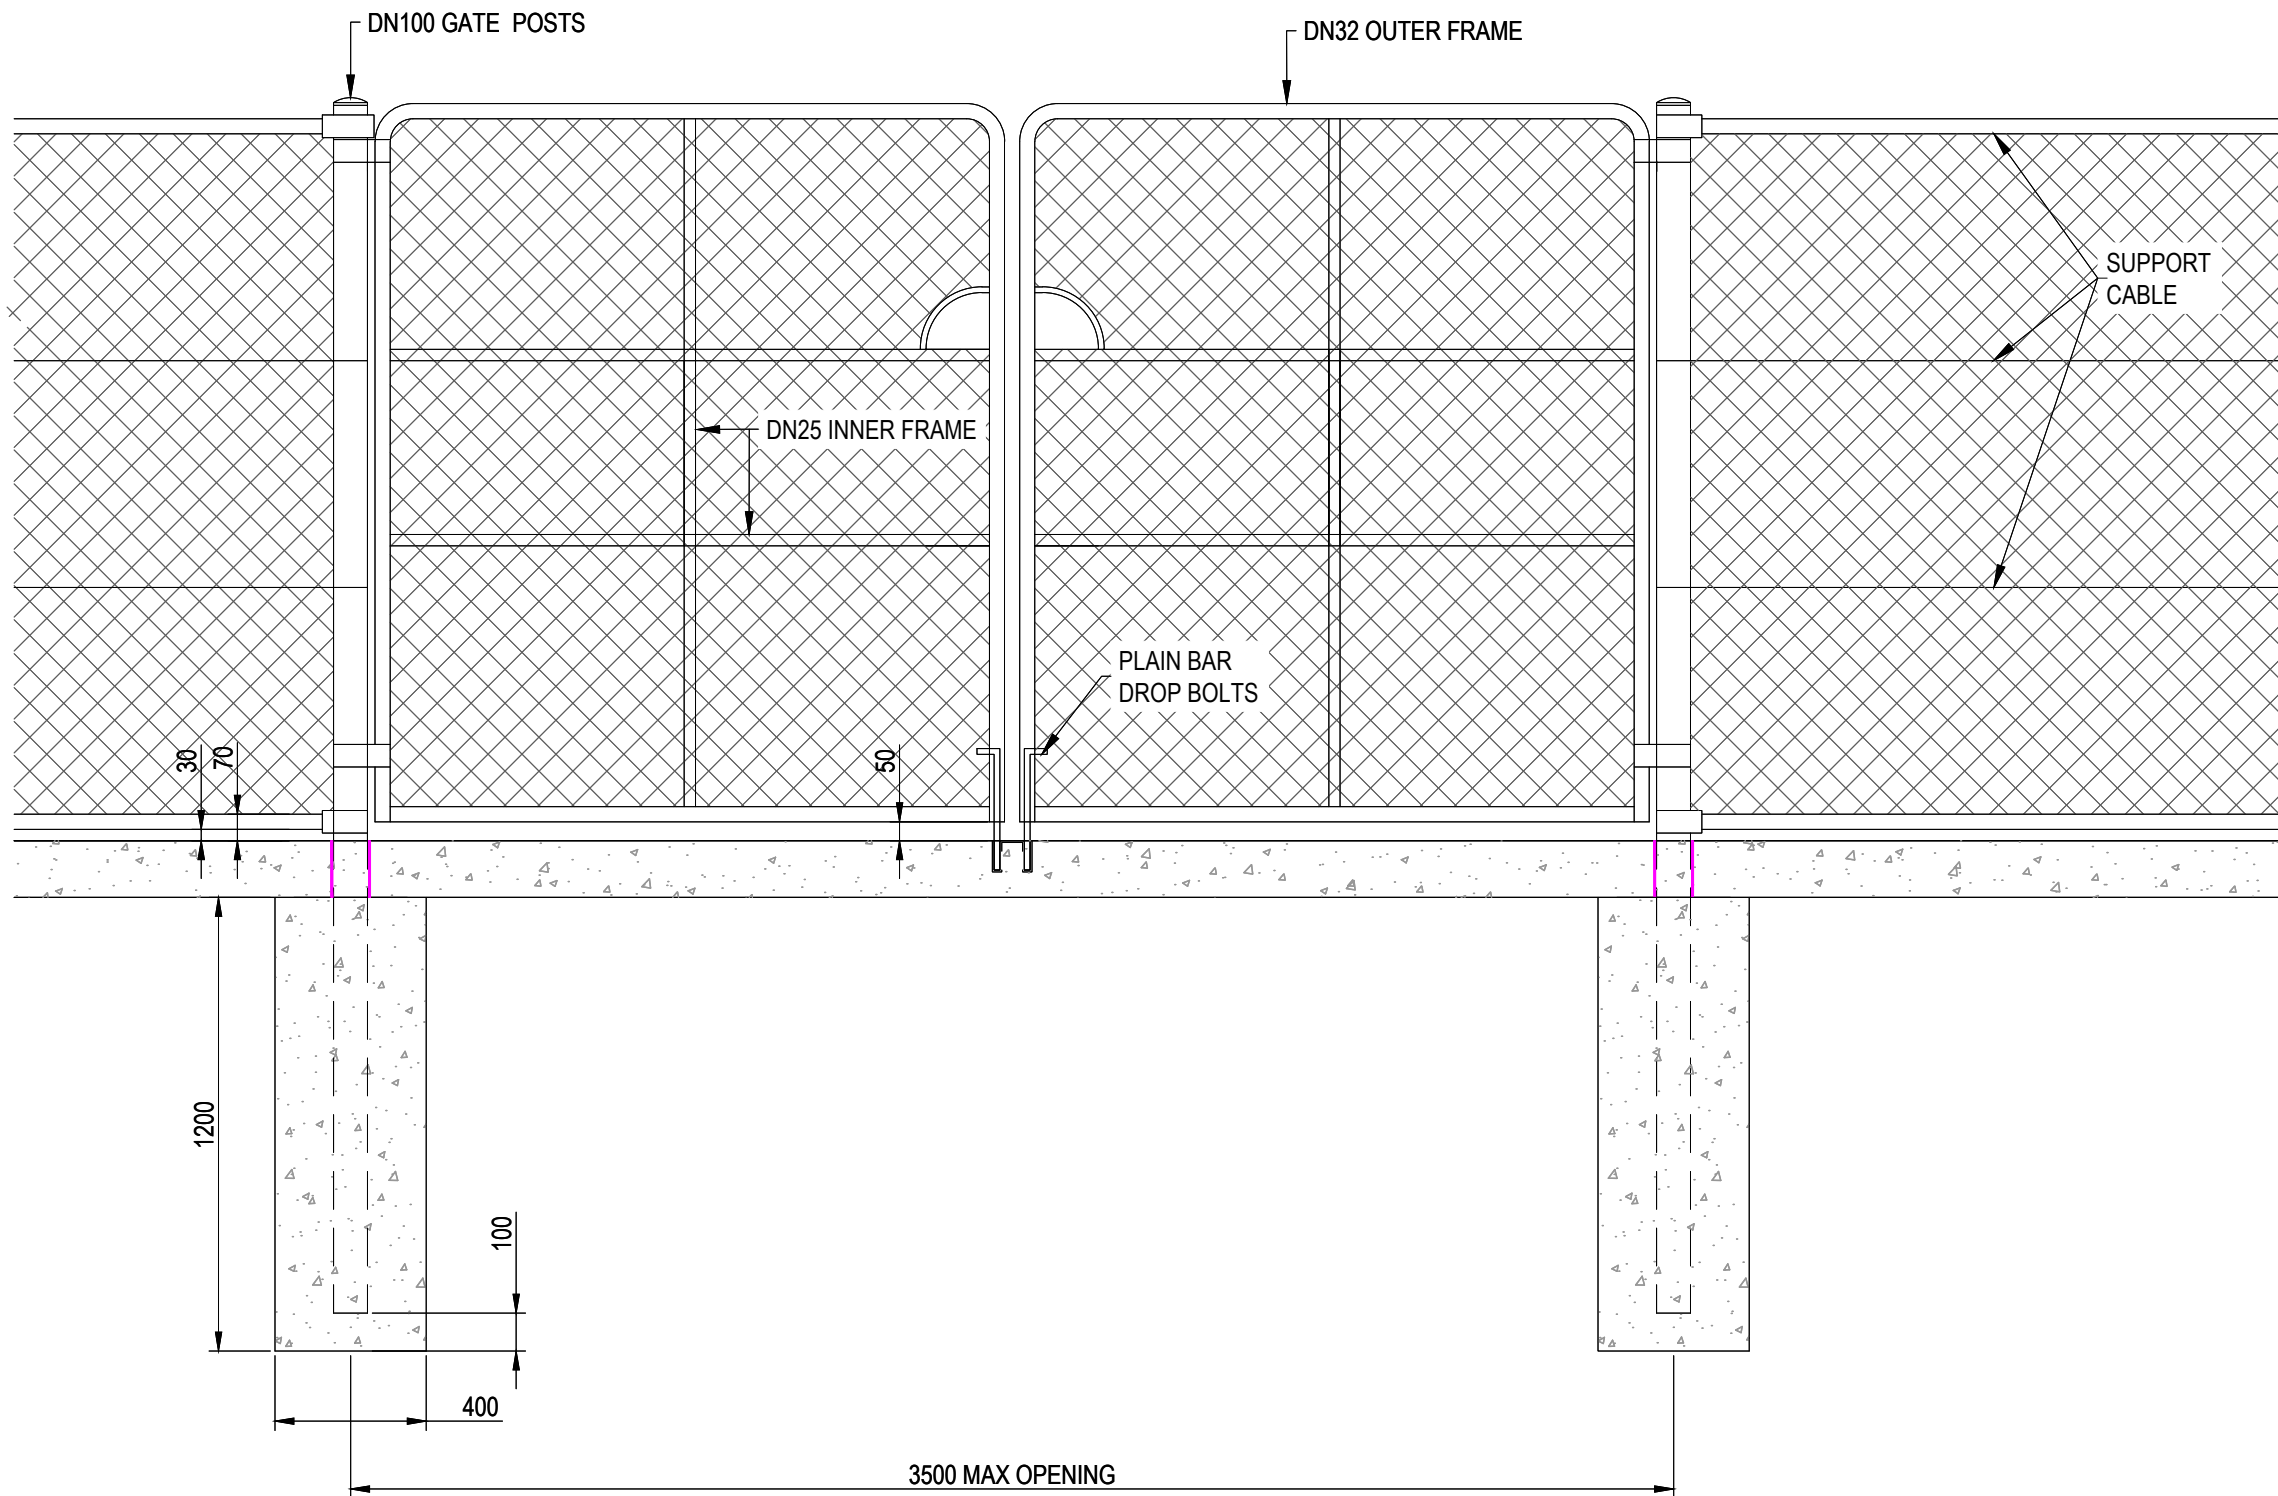 DN100 GATE POSTS
DN32 OUTER FRAME
SUPPORT
CABLE
DN25 INNER FRAME
PLAIN BAR
DROP BOLTS
30
70
50
1200
100
400
3500 MAX OPENING